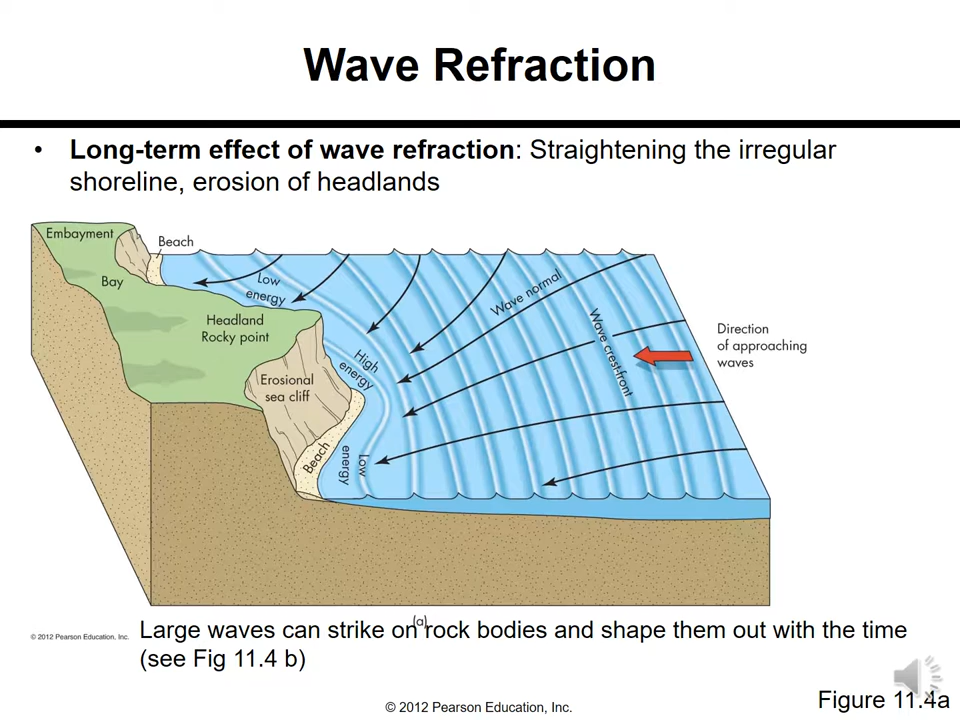 Wave Refraction
• Long-term effect of wave refraction: Straightening the irregular
shoreline, erosion of headlands
Embayment
Beach
Bay
Low
energy
Headland
Rocky point
High
energy
Erosional
sea cliff
Beach
Low
energy
Wave normal
Wave crest-front
Direction
of approaching
waves
(a)
© 2012 Pearson Education, Inc.
Large waves can strike on rock bodies and shape them out with the time
(see Fig 11.4 b)
Figure 11.4a
© 2012 Pearson Education, Inc.